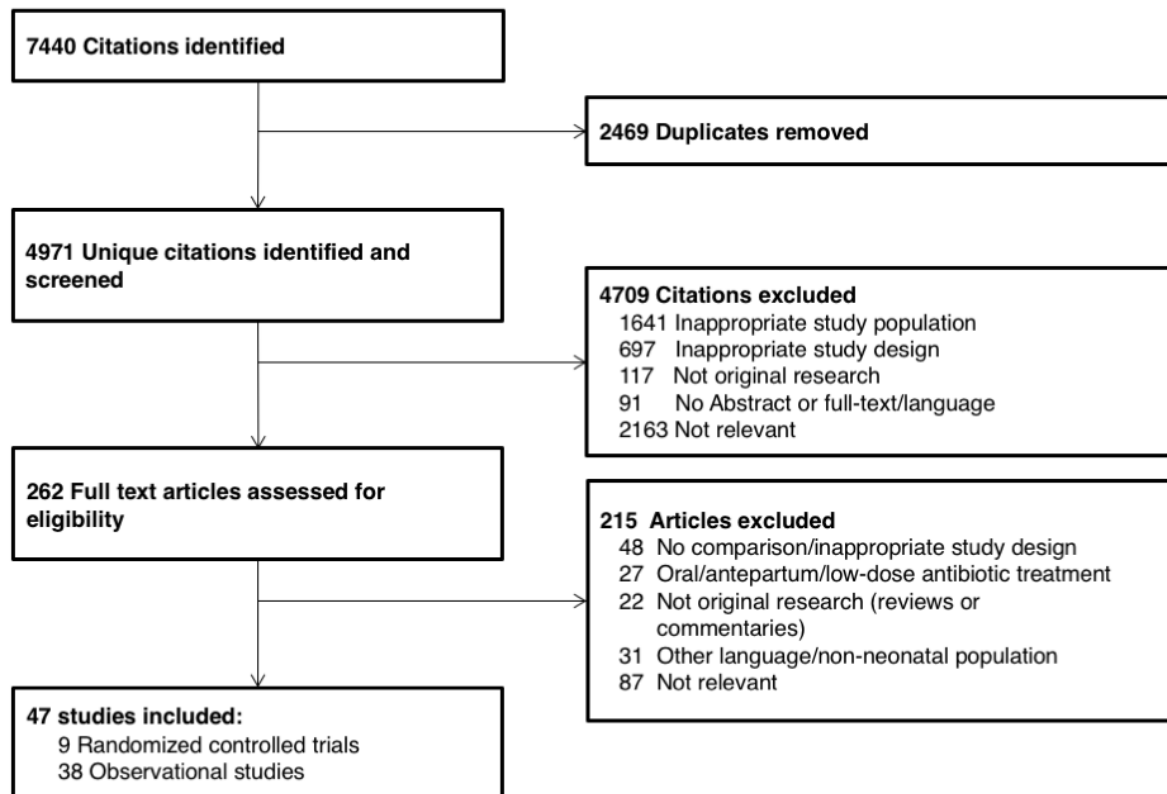 7440 Citations identified
2469 Duplicates removed
4971 Unique citations identified and
screened
4709 Citations excluded
1641 Inappropriate study population
697 Inappropriate study design
117 Not original research
91 No Abstract or full-text/language
2163 Not relevant
262 Full text articles assessed for
eligibility
215 Articles excluded
48 No comparison/inappropriate study design
27 Oral/antepartum/low-dose antibiotic treatment
22 Not original research (reviews or
commentaries)
31 Other language/non-neonatal population
87 Not relevant
47 studies included:
9 Randomized controlled trials
38 Observational studies